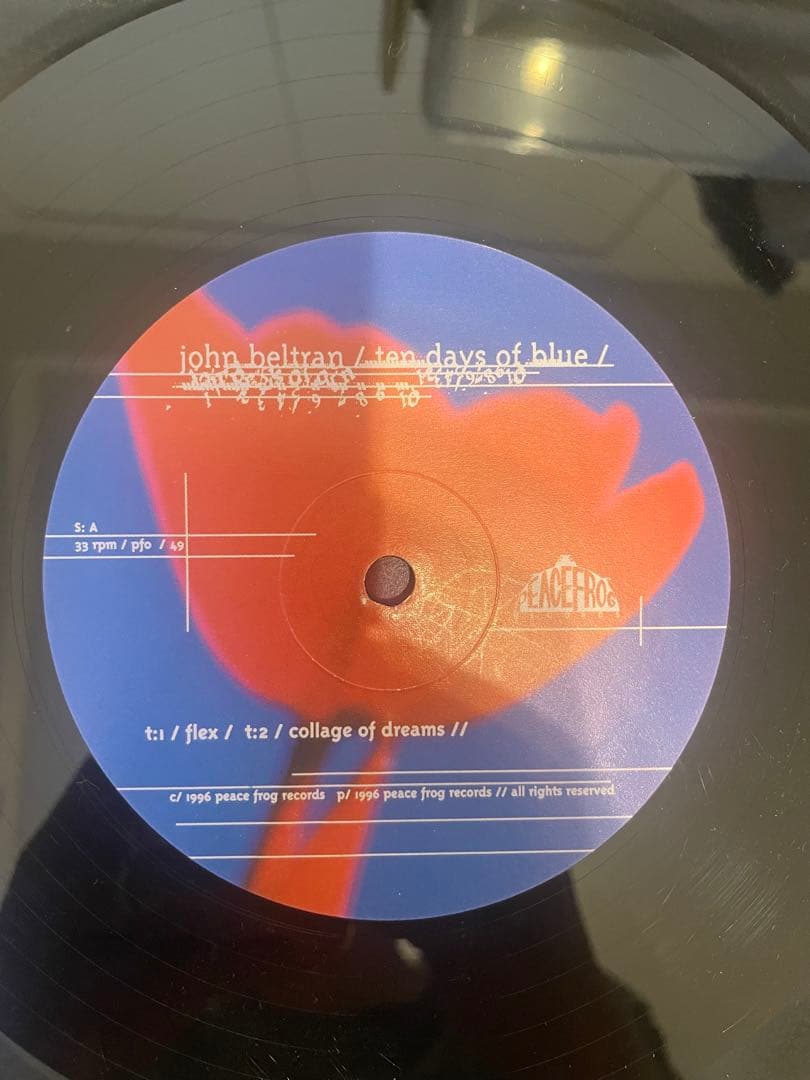 john beltran / ten days of blue /
S: A
33 rpm / pfo / 49
PEACEFROG
t:1 / flex / t:2 / collage of dreams //
c/ 1996 peace frog records p/ 1996 peace frog records // all rights reserved